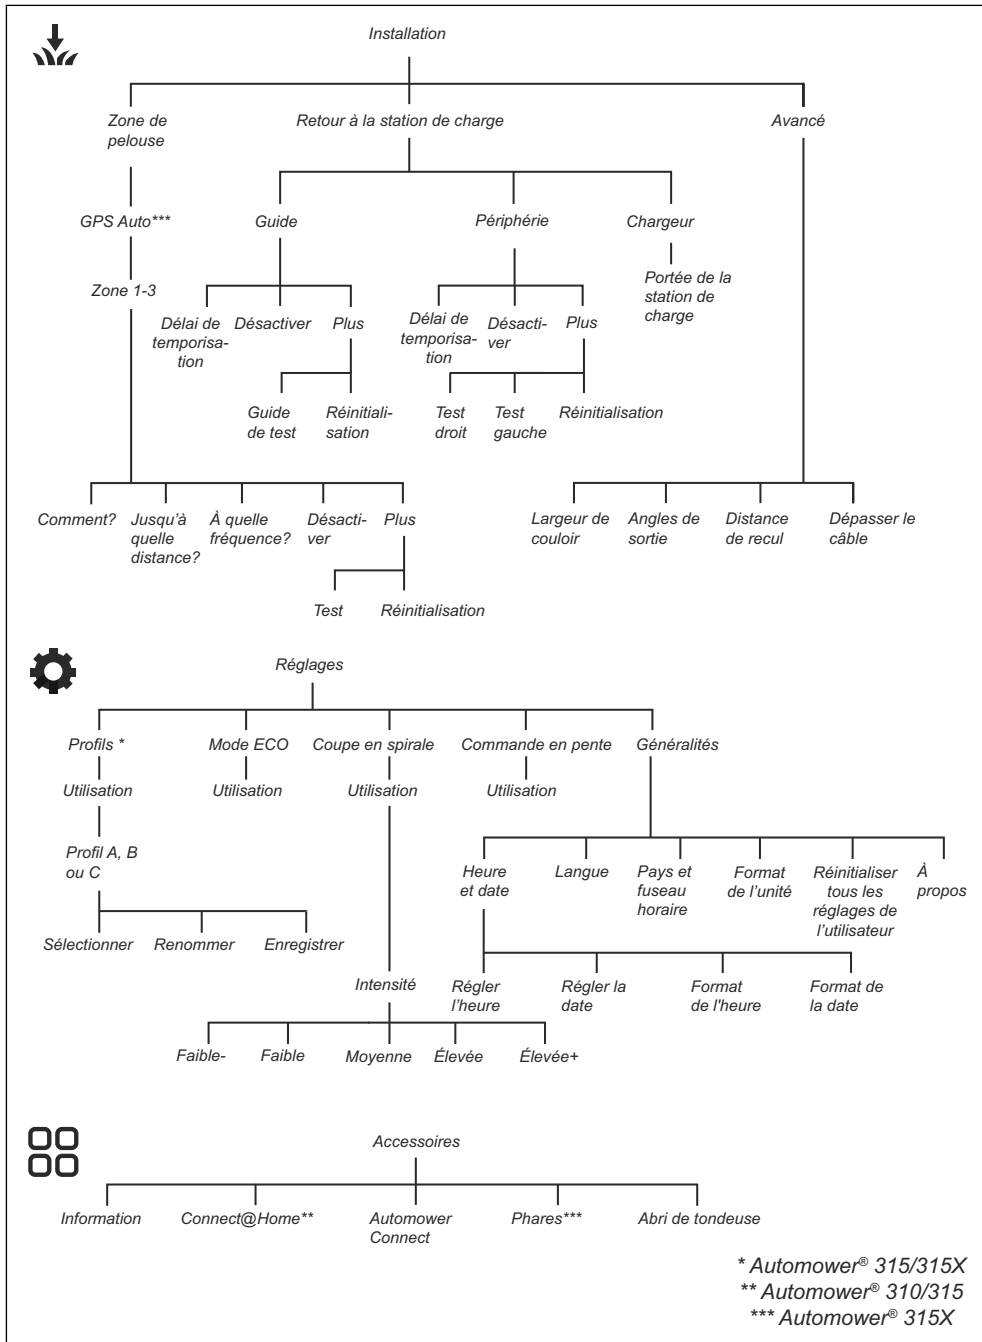 Installation
Zone de
pelouse
Retour à la station de charge
Avancé
GPS Auto***
Guide
Périphérie
Chargeur
Zone 1-3
Portée de la
station de
charge
Délai de
temporisa-
tion
Désactiver
Plus
Délai de
temporisa-
tion
Désacti-
ver
Plus
Guide
de test
Réinitiali-
sation
Test
droit
Test
gauche
Réinitialisation
Comment?
Jusqu'à
quelle
distance?
À quelle
fréquence?
Désacti-
ver
Plus
Largeur de
couloir
Angles de
sortie
Distance
de recul
Dépasser le
câble
Test
Réinitialisation
Réglages
Profils *
Mode ECO
Coupe en spirale
Commande en pente
Généralités
Utilisation
Utilisation
Utilisation
Utilisation
Profil A, B
ou C
Heure
et date
Langue
Pays et
fuseau
horaire
Format
de l'unité
Réinitialiser
tous les
réglages de
l'utilisateur
À
propos
Sélectionner
Renommer
Enregistrer
Intensité
Régler
l'heure
Régler la
date
Format
de l'heure
Format de
la date
Faible-
Faible
Moyenne
Élevée
Élevée+
Accessoires
Information
Connect@Home**
Automower
Connect
Phares***
Abri de tondeuse
* Automower® 315/315X
** Automower® 310/315
*** Automower® 315X